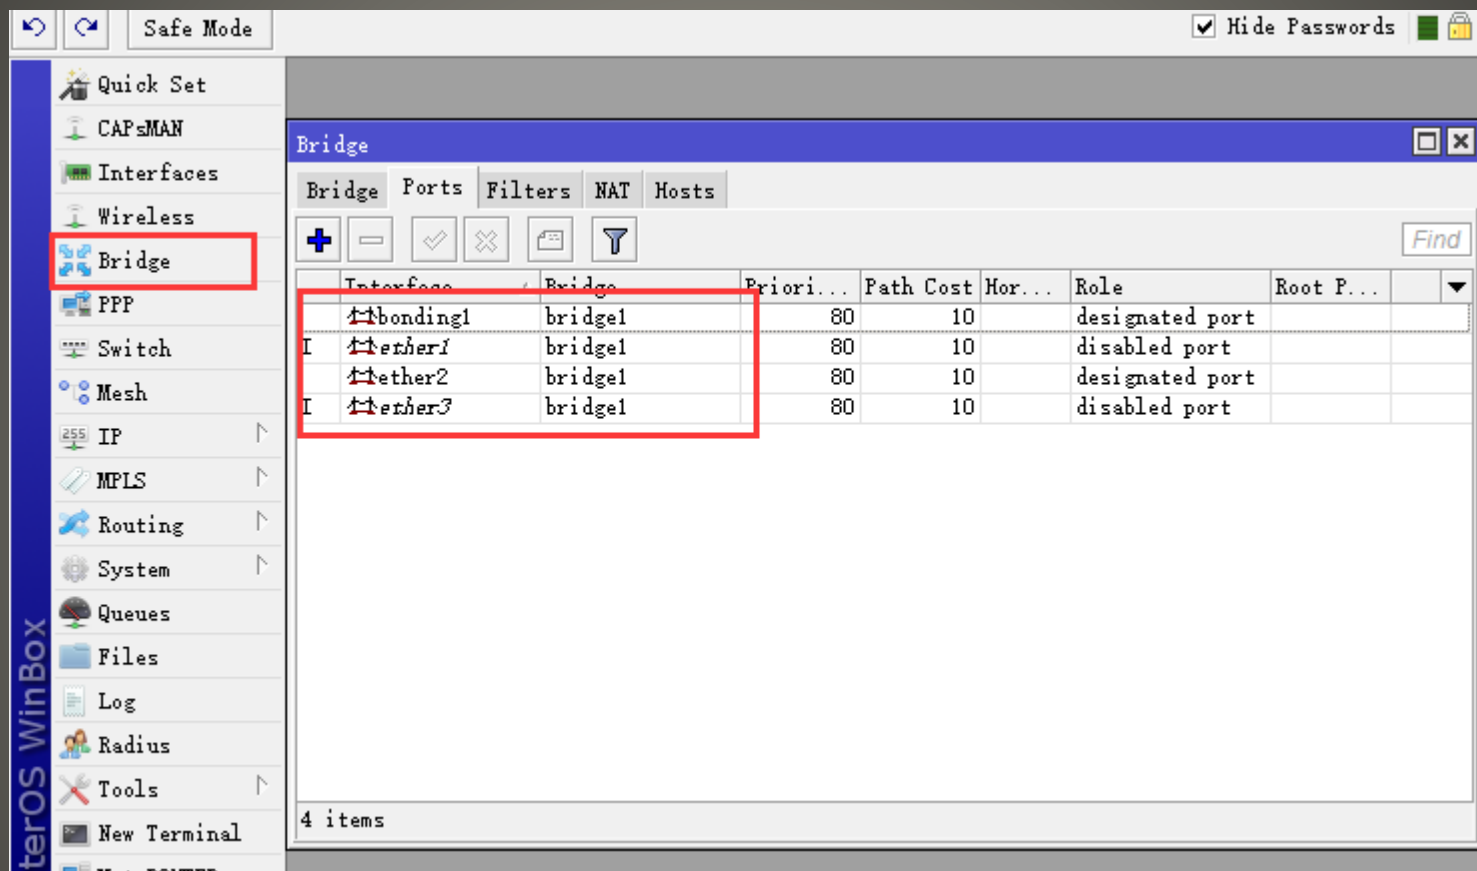 Safe Mode
Hide Passwords
Quick Set
CAPsMAN
Interfaces
Wireless
Bridge
PPP
Switch
Mesh
255 IP
MPLS
Routing
System
Queues
Files
Log
Radius
Tools
New Terminal
terOS WinBox
Bridge
Bridge Ports Filters NAT Hosts
Find
Interface Bridge Priori... Path Cost Hor... Role Root P...
bonding1 bridge1 80 10 designated port
I ether1 bridge1 80 10 disabled port
ether2 bridge1 80 10 designated port
I ether3 bridge1 80 10 disabled port
4 items